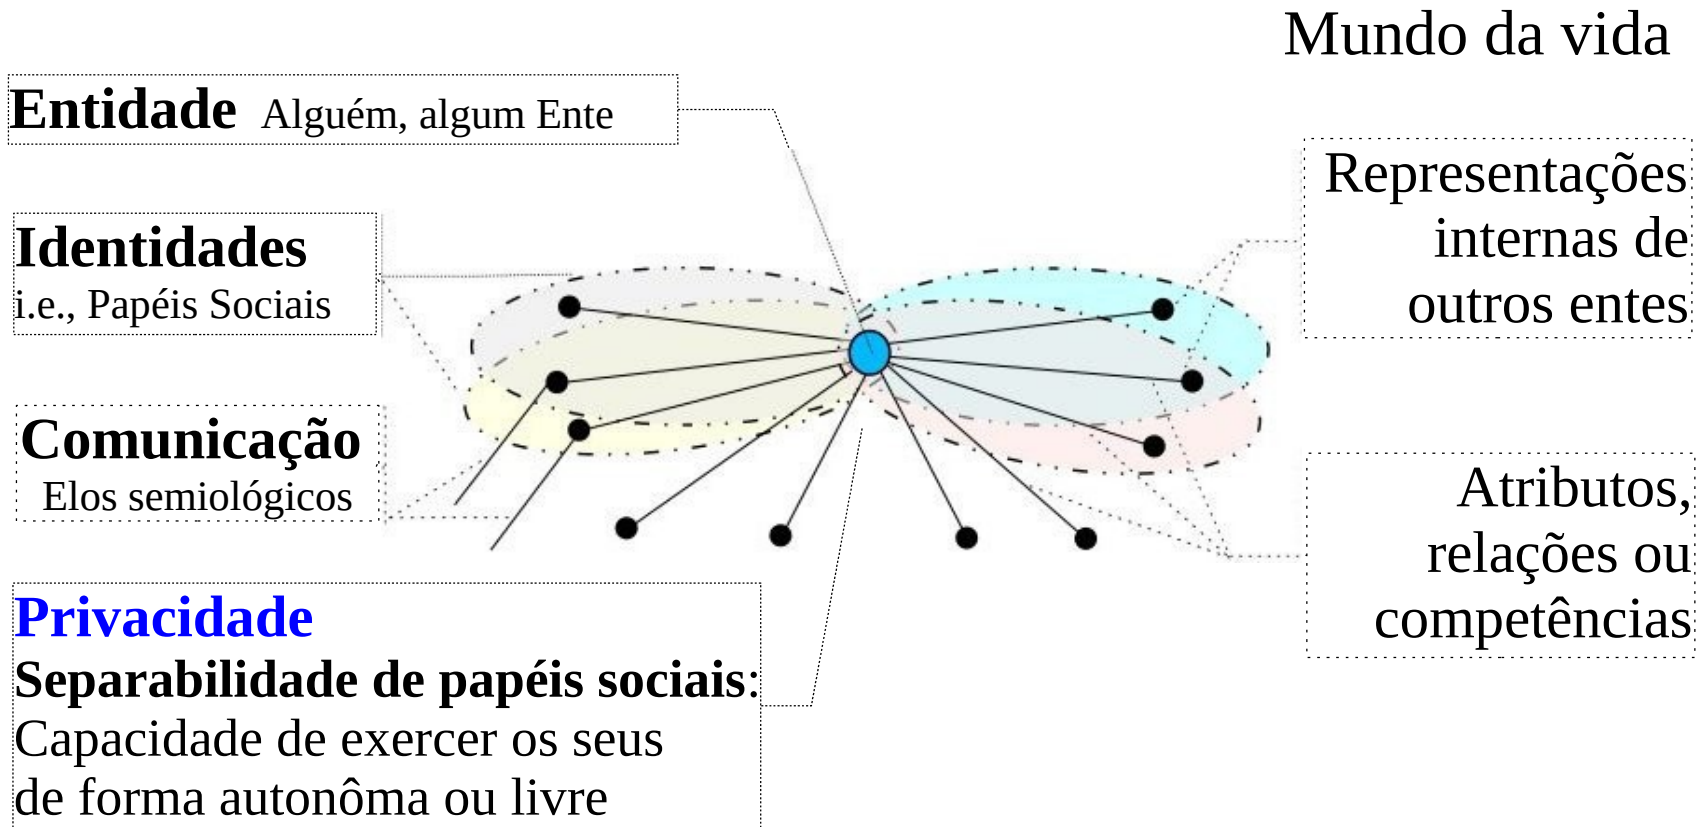 Mundo da vida
Entidade Alguém, algum Ente
Identidades
i.e., Papéis Sociais
Comunicação
Elos semiológicos
Privacidade
Separabilidade de papéis sociais:
Capacidade de exercer os seus
de forma autonôma ou livre
Representações
internas de
outros entes
Atributos,
relações ou
competências